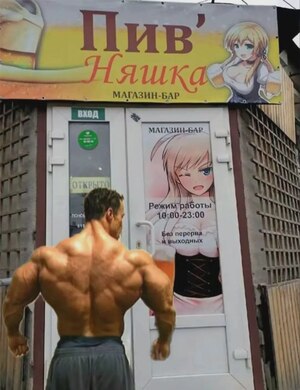 Пив'
Няшка
МАГАЗИН-БАР
ВХОД
ОТКРЫТО
МАГАЗИН-БАР
Режим работы
10:00-23:00
Без перерыва
и выходных